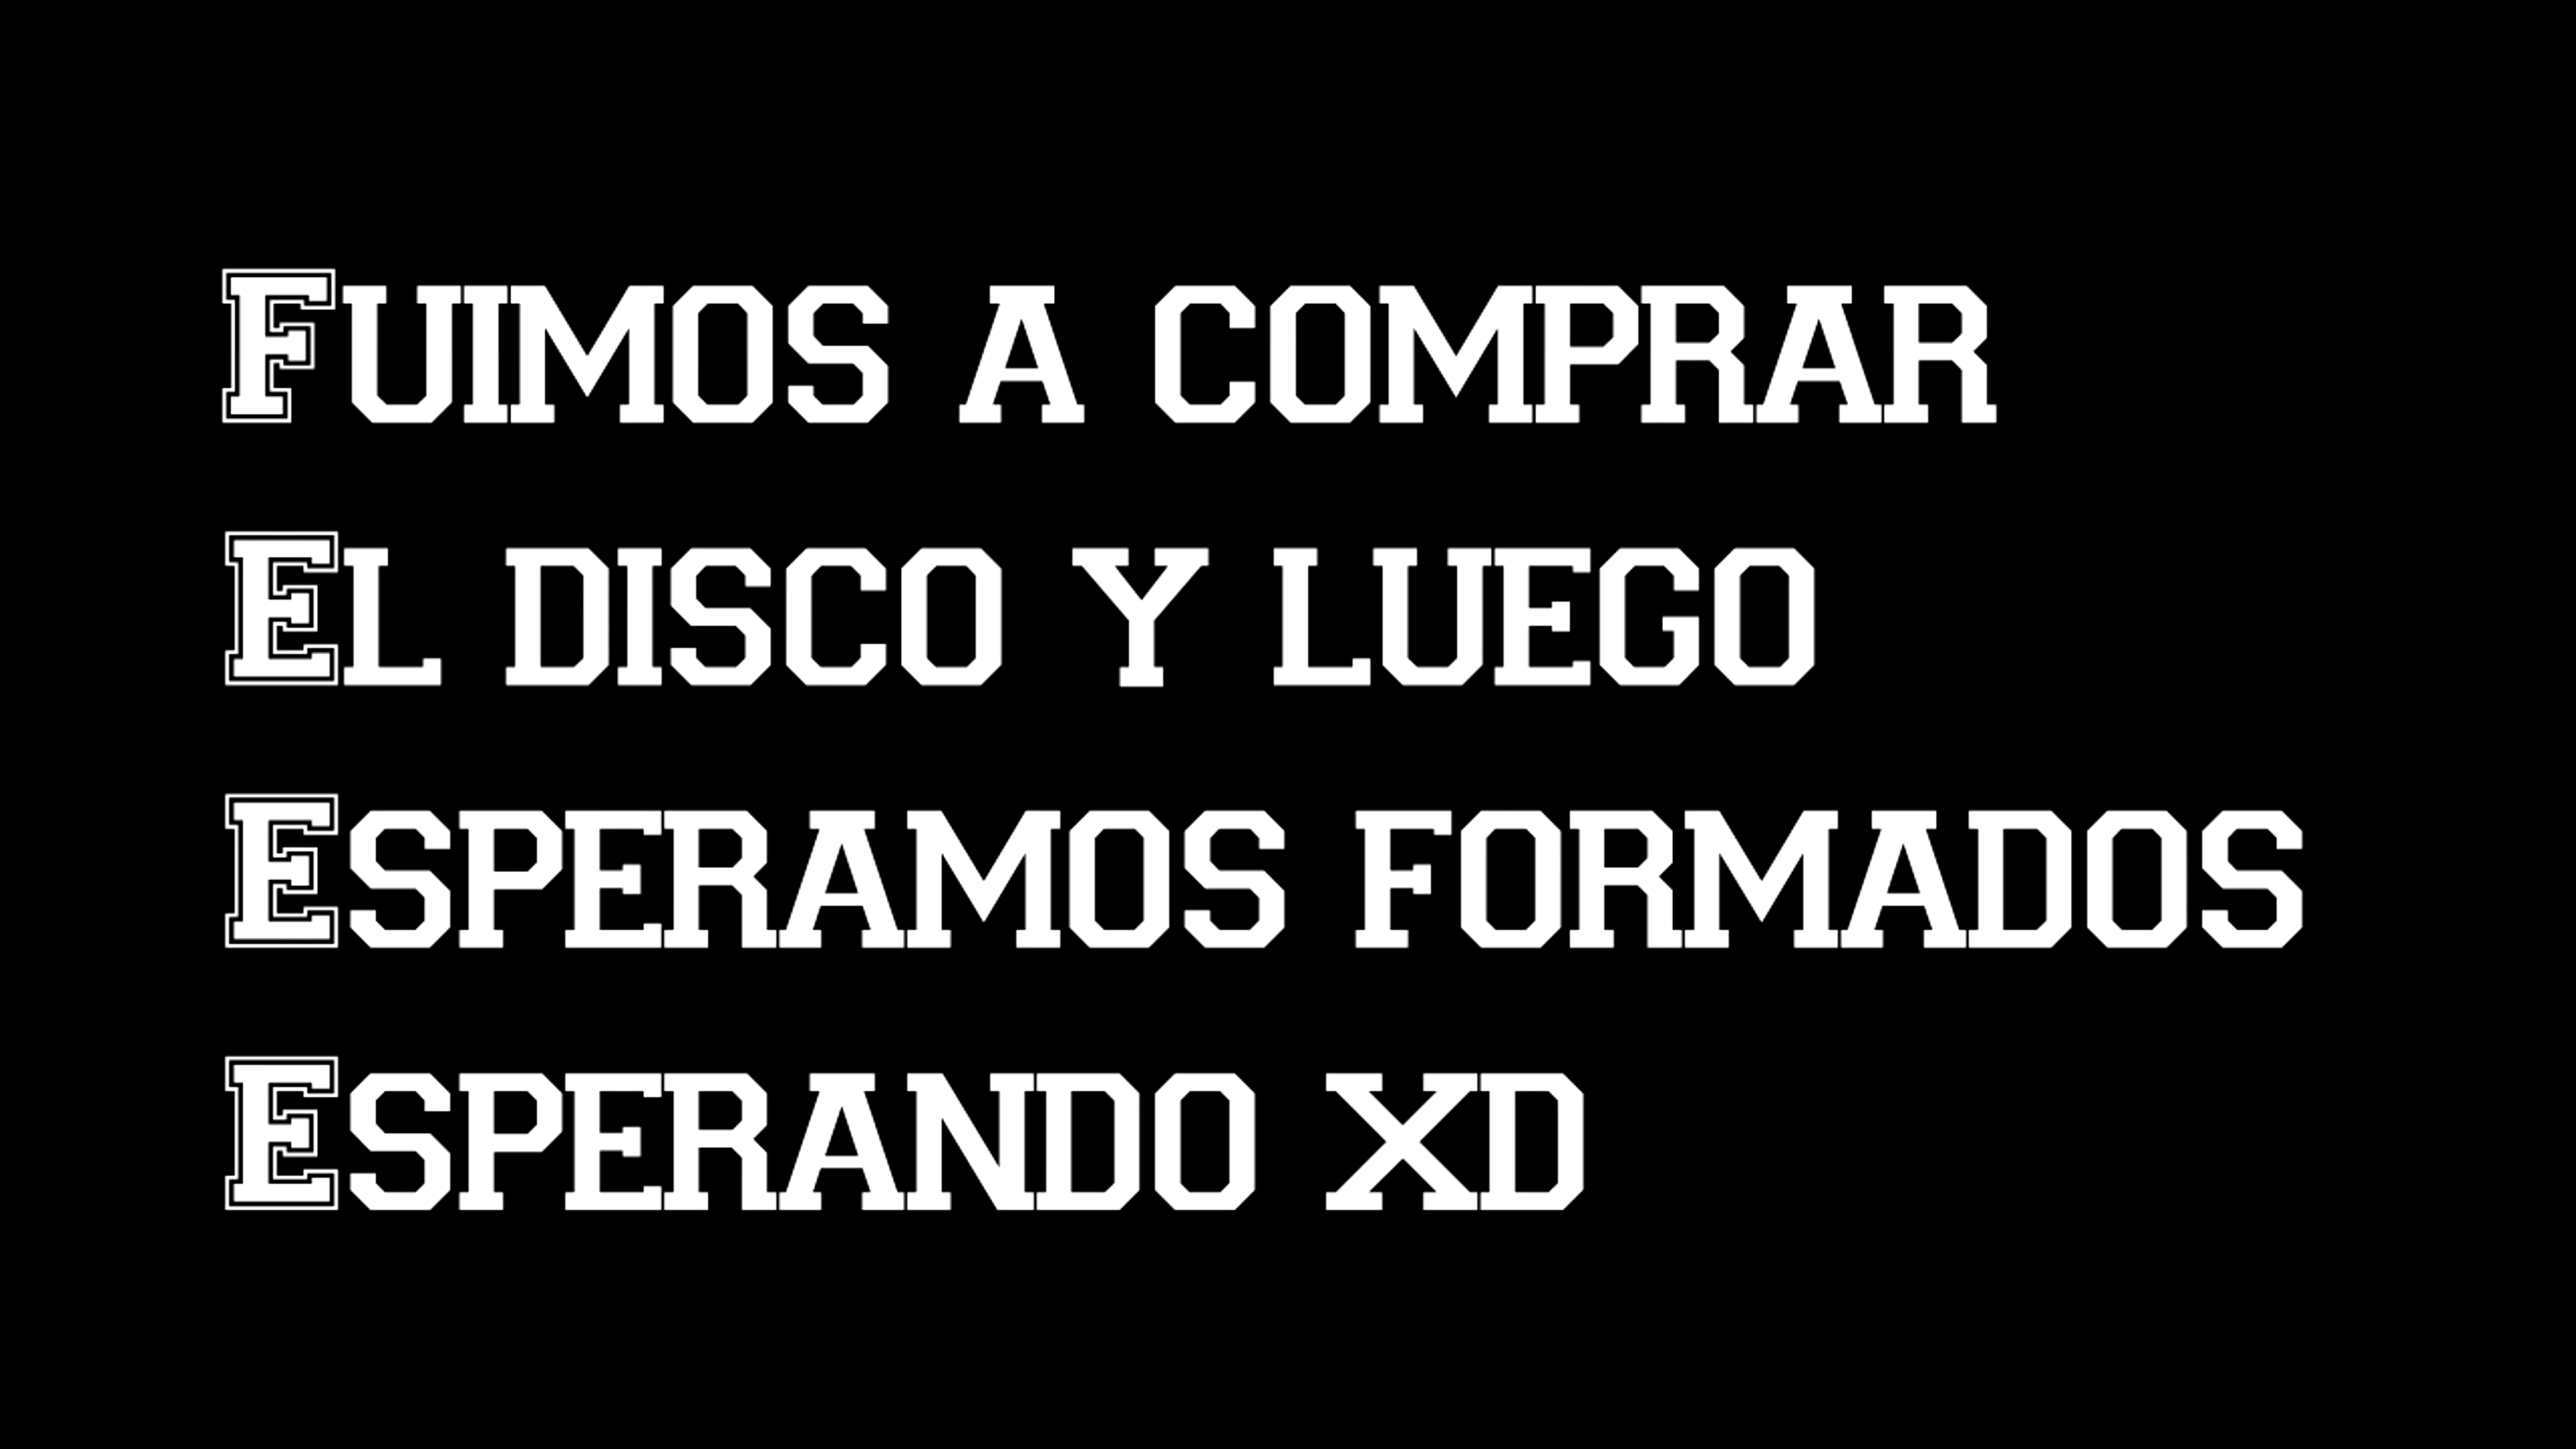 Fuimos a comprar
El disco y luego
Esperamos formados
Esperando xd